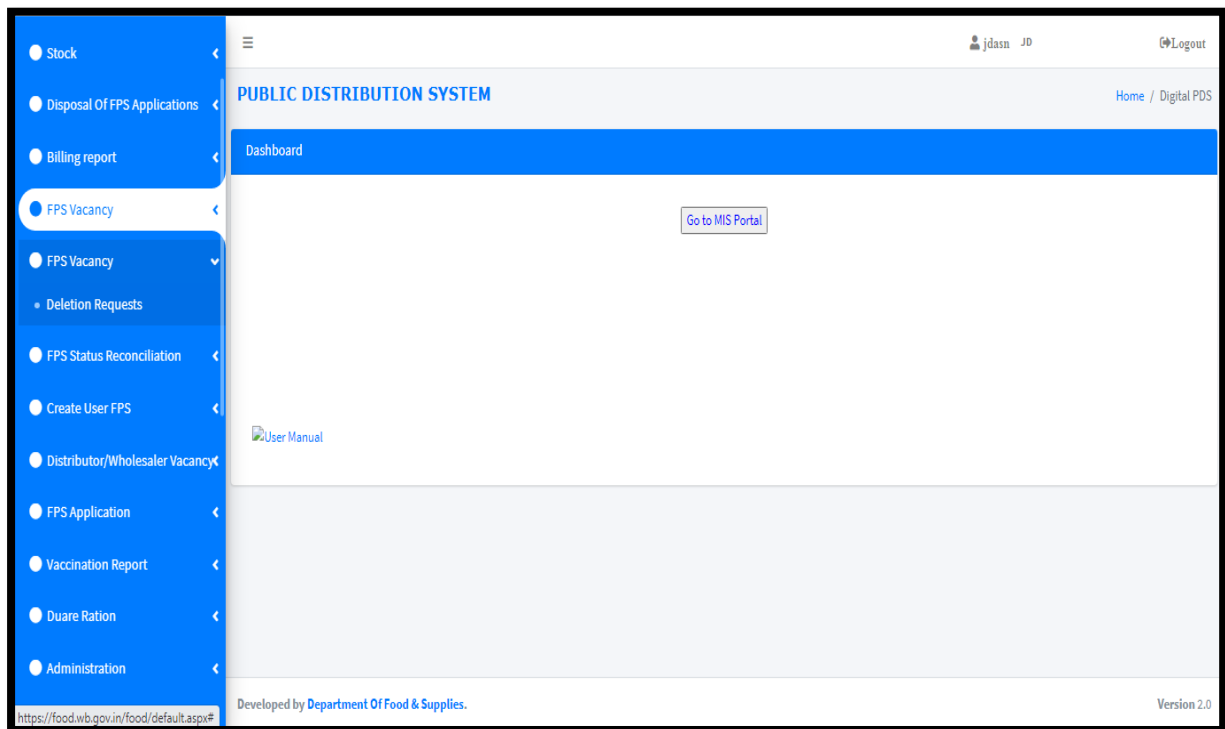 Stock
Disposal Of FPS Applications
Billing report
FPS Vacancy
FPS Vacancy
Deletion Requests
FPS Status Reconciliation
Create User FPS
Distributor/Wholesaler Vacancy
FPS Application
Vaccination Report
Duare Ration
Administration
https://food.wb.gov.in/food/default.aspx#
jdasn JD Logout
PUBLIC DISTRIBUTION SYSTEM
Home / Digital PDS
Dashboard
Go to MIS Portal
User Manual
Developed by Department Of Food & Supplies. Version 2.0